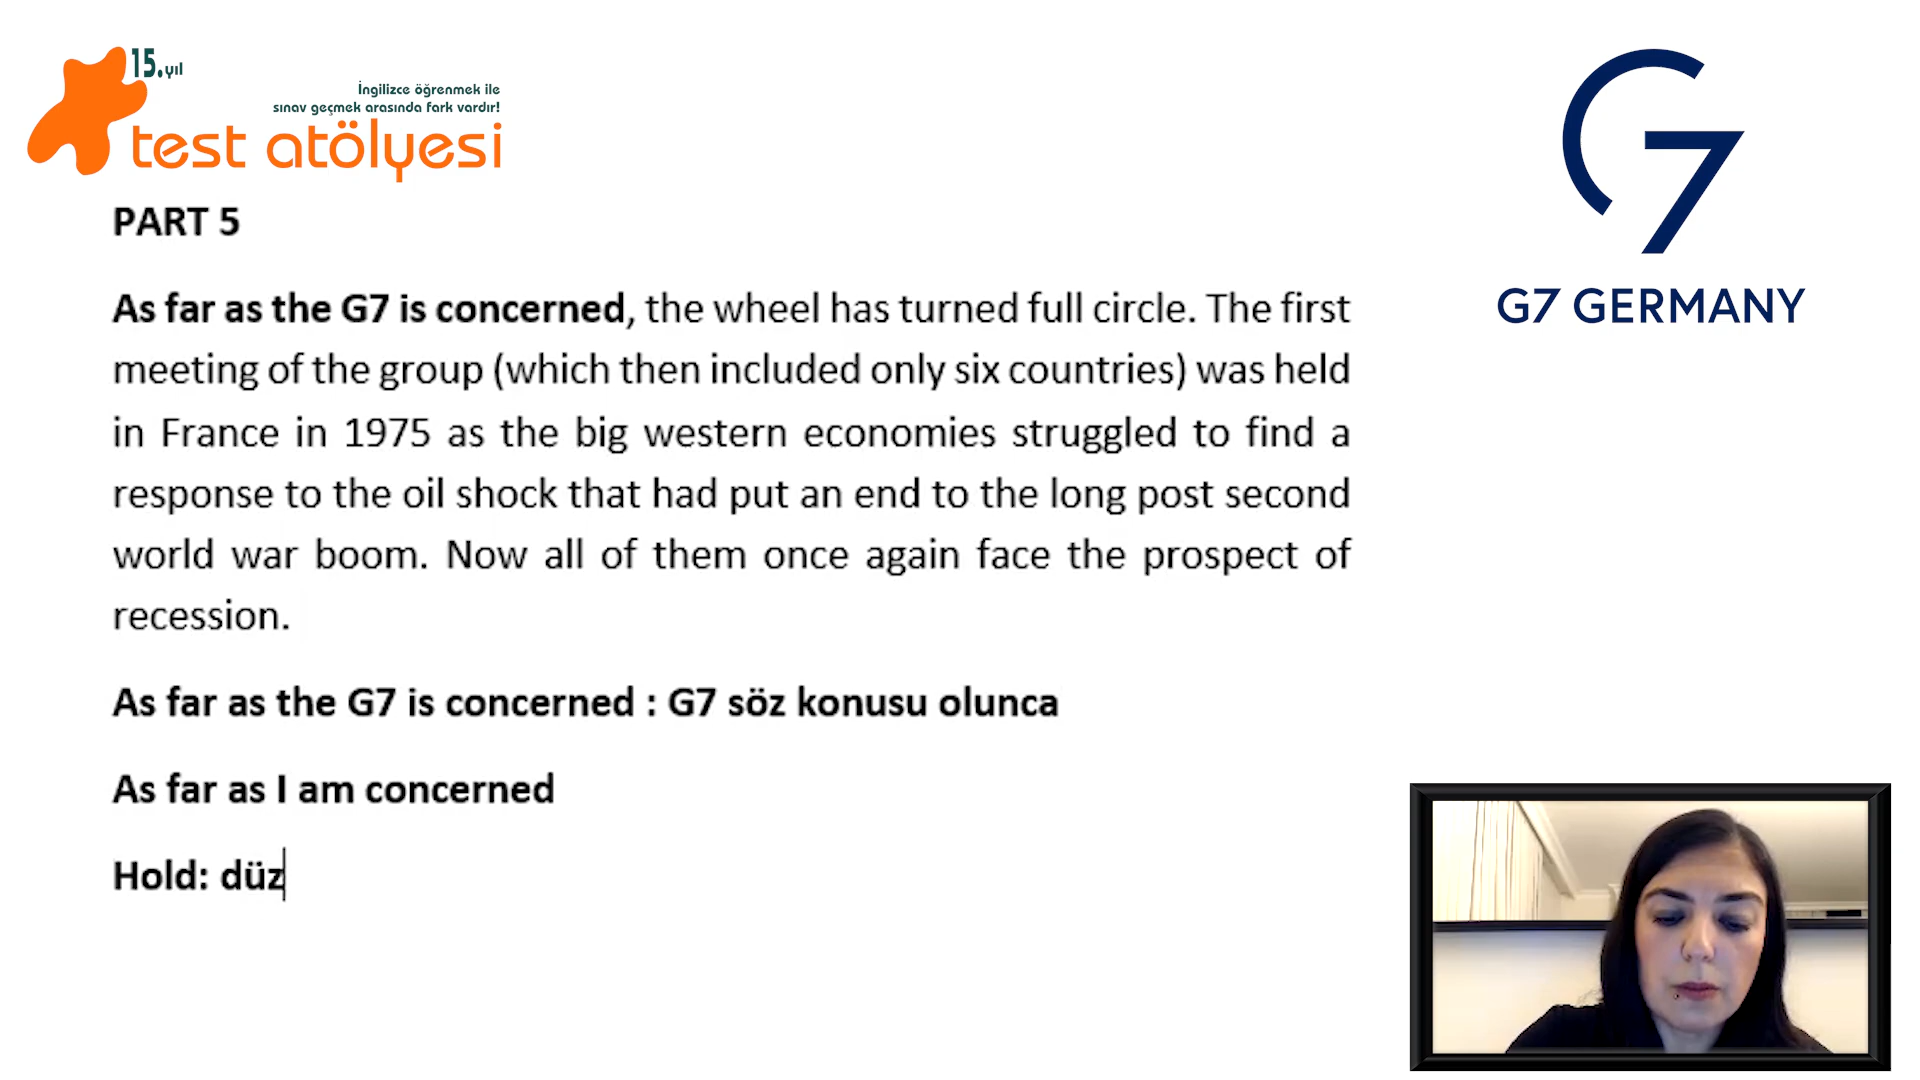 15.yıl
İngilizce öğrenmek ile
sınav geçmek arasında fark vardır!
test atölyesi
G7
G7 GERMANY
PART 5
As far as the G7 is concerned, the wheel has turned full circle. The first
meeting of the group (which then included only six countries) was held
in France in 1975 as the big western economies struggled to find a
response to the oil shock that had put an end to the long post second
world war boom. Now all of them once again face the prospect of
recession.
As far as the G7 is concerned : G7 söz konusu olunca
As far as I am concerned
Hold: düz